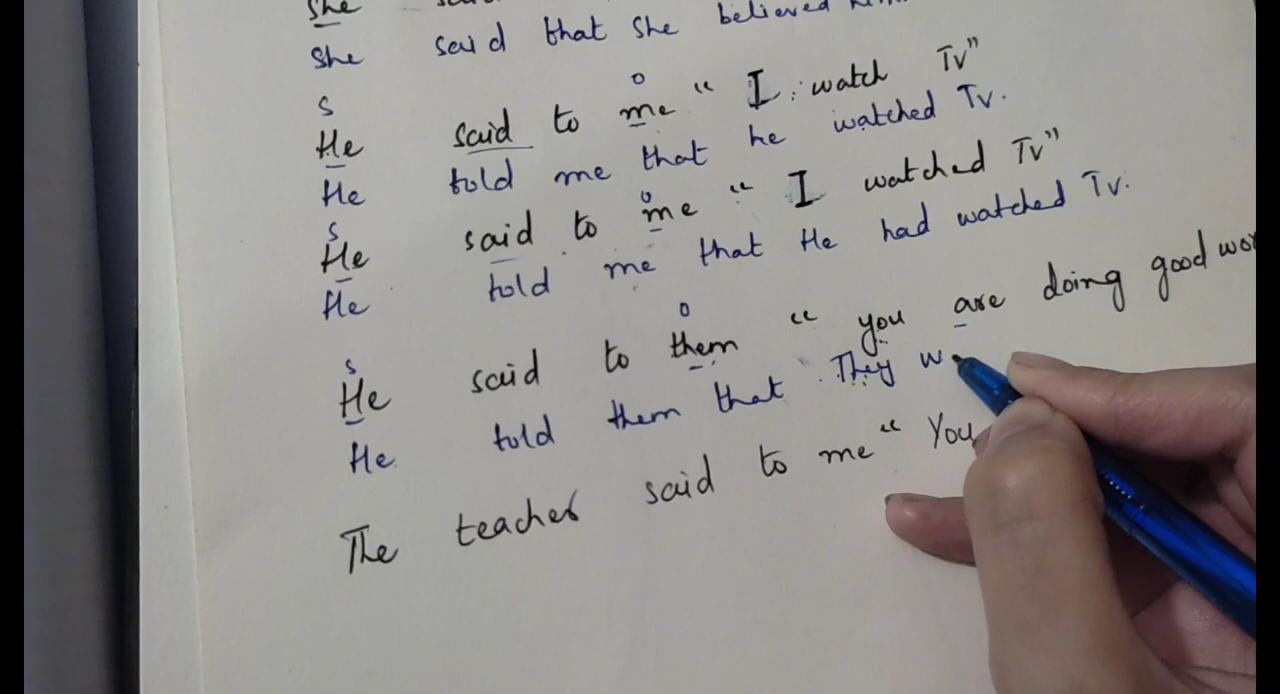 She
She said that She believed
S O
He said to me “ I watch Tv”
He told me that he watched Tv.
S O
He said to me “ I watched Tv”
He told me that He had watched Tv.
S O
He said to them “ you are doing good
He told them that They w
The teacher said to me “ You